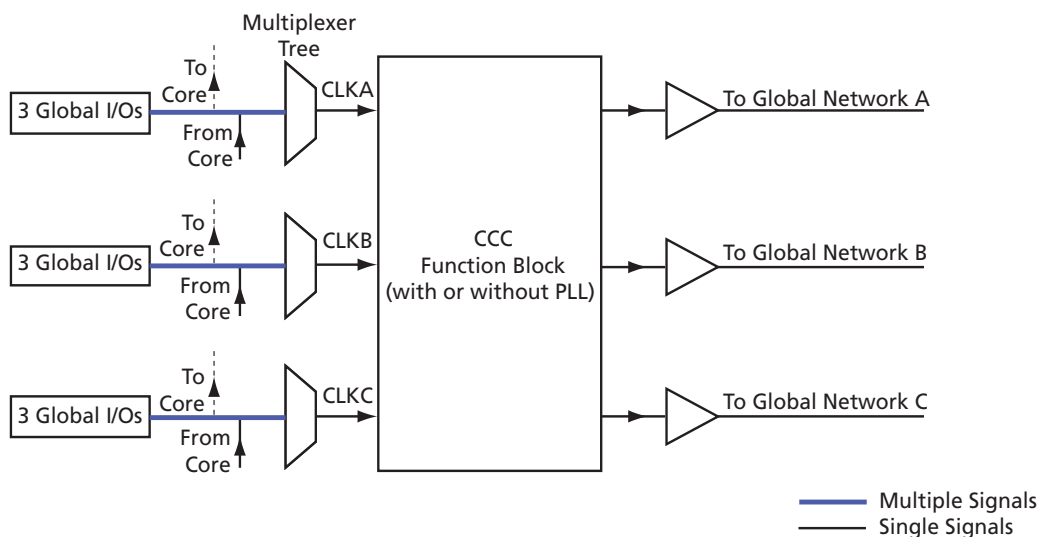 Multiplexer
Tree
To
Core
3 Global I/Os
From
Core
CLKA
To Global Network A
To
Core
3 Global I/Os
From
Core
CLKB
CCC
Function Block
(with or without PLL)
To Global Network B
To
Core
3 Global I/Os
From
Core
CLKC
To Global Network C
Multiple Signals
Single Signals